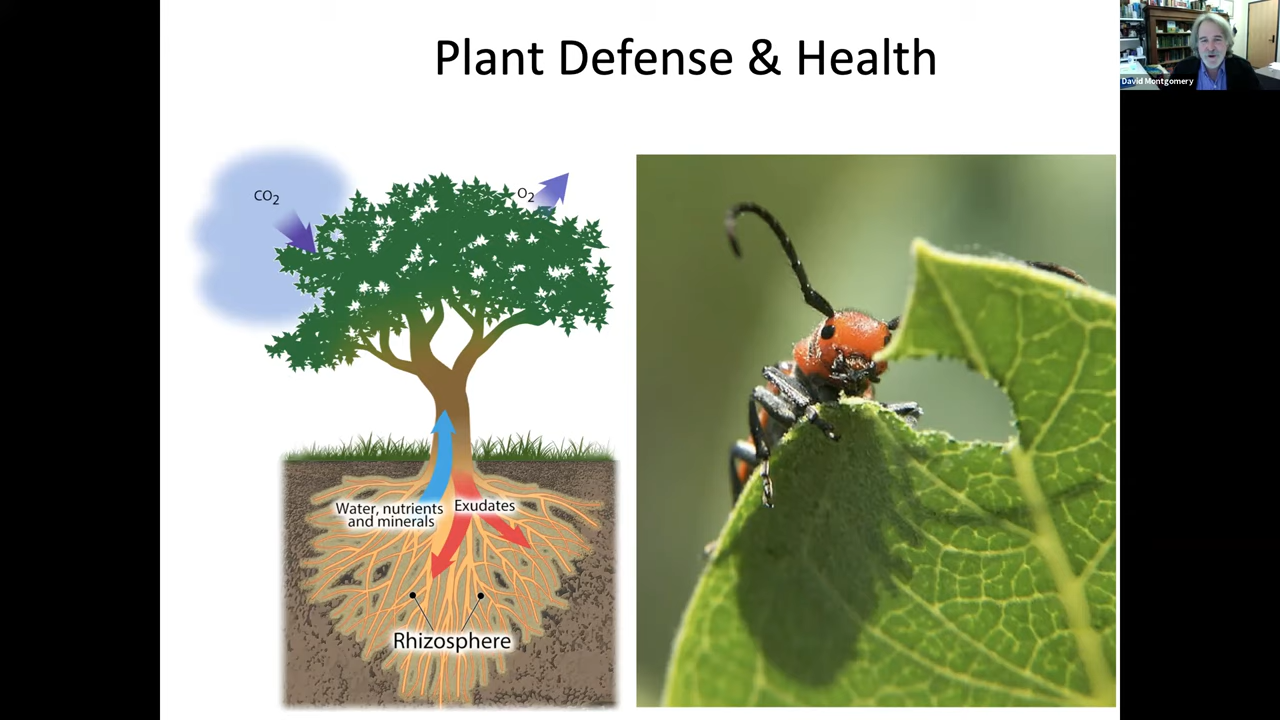 Plant Defense & Health
David Montgomery
CO2
O2
Water, nutrients
and minerals
Exudates
Rhizosphere